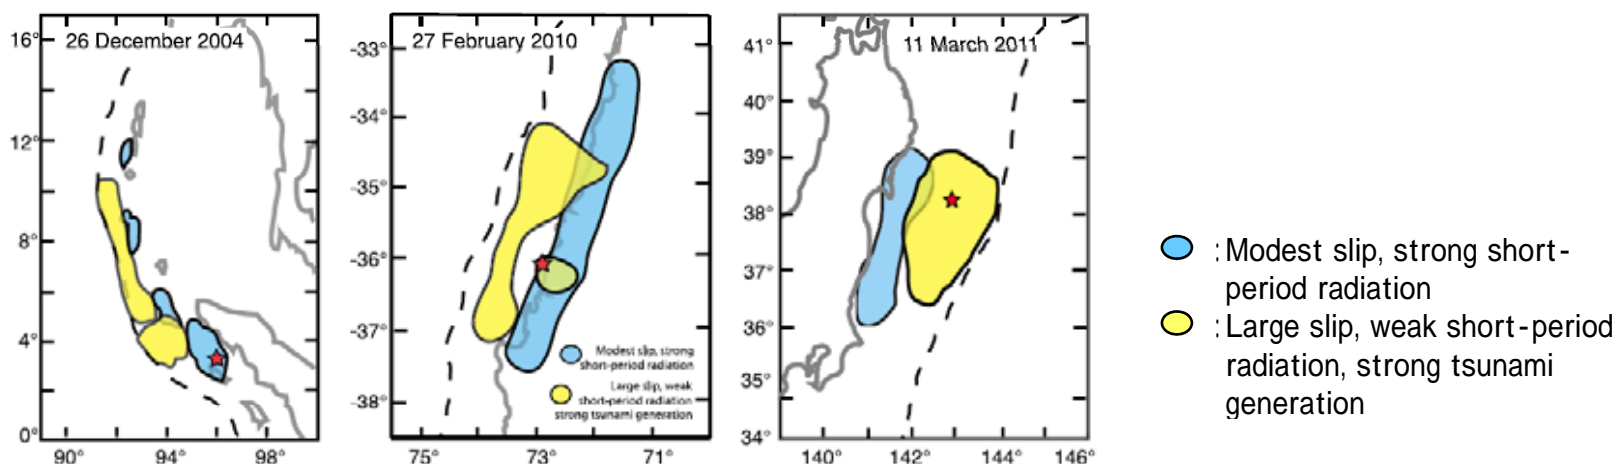 26 December 2004
16°
12°
8°
4°
0°
90°
94°
98°
27 February 2010
-33°
-34°
-35°
-36°
-37°
-38°
75°
73°
71°
Modest slip, strong
short-period radiation
Large slip, weak
short-period radiation
strong tsunami generation
11 March 2011
41°
40°
39°
38°
37°
36°
35°
34°
140°
142°
144°
146°
: Modest slip, strong short-
period radiation
: Large slip, weak short-period
radiation, strong tsunami
generation